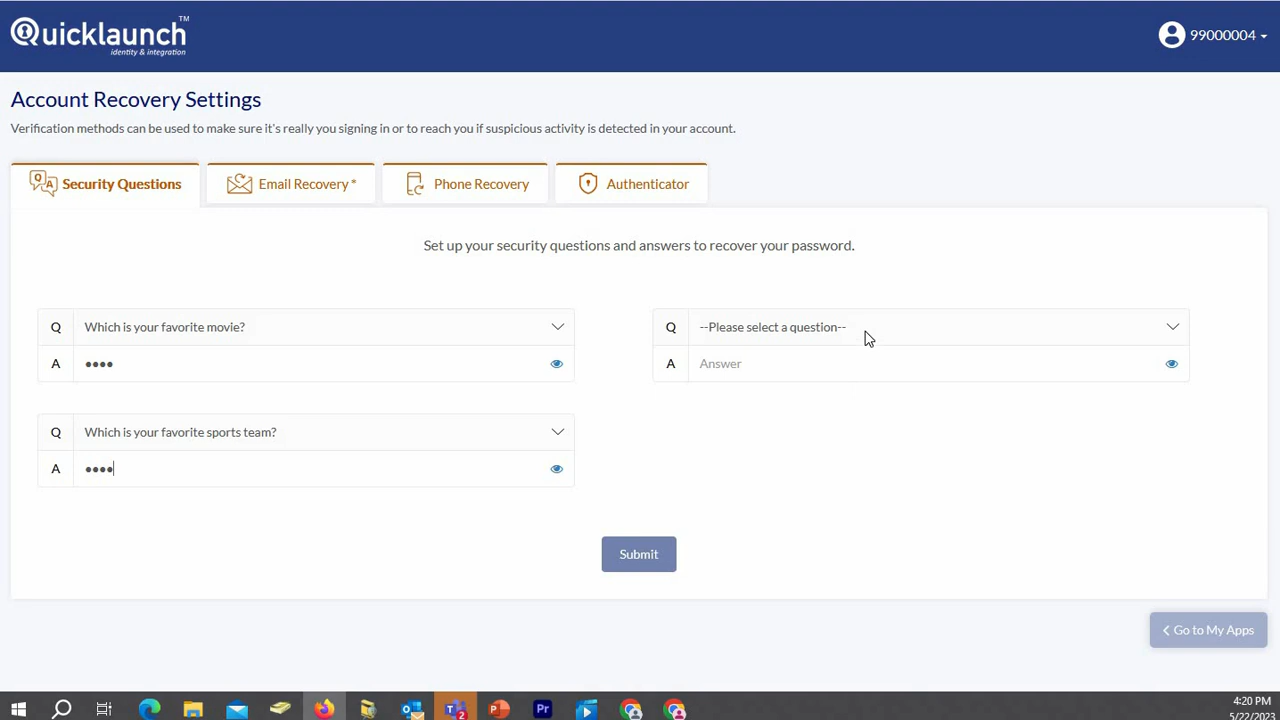 Quicklaunch™
identity & integration
99000004
Account Recovery Settings
Verification methods can be used to make sure it's really you signing in or to reach you if suspicious activity is detected in your account.
Security Questions
Email Recovery *
Phone Recovery
Authenticator
Set up your security questions and answers to recover your password.
Q Which is your favorite movie?
A ••••
Q --Please select a question--
A Answer
Q Which is your favorite sports team?
A ••••
Submit
Go to My Apps
4:20 PM
5/22/2023